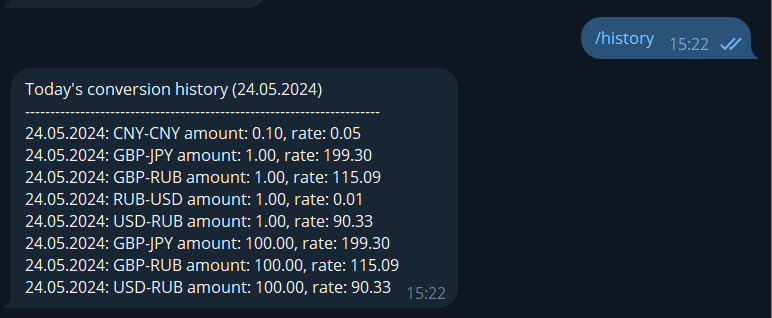 /history 15:22
Today's conversion history (24.05.2024)
-----------------------------------------------------------------------
24.05.2024: CNY-CNY amount: 0.10, rate: 0.05
24.05.2024: GBP-JPY amount: 1.00, rate: 199.30
24.05.2024: GBP-RUB amount: 1.00, rate: 115.09
24.05.2024: RUB-USD amount: 1.00, rate: 0.01
24.05.2024: USD-RUB amount: 1.00, rate: 90.33
24.05.2024: GBP-JPY amount: 100.00, rate: 199.30
24.05.2024: GBP-RUB amount: 100.00, rate: 115.09
24.05.2024: USD-RUB amount: 100.00, rate: 90.33 15:22